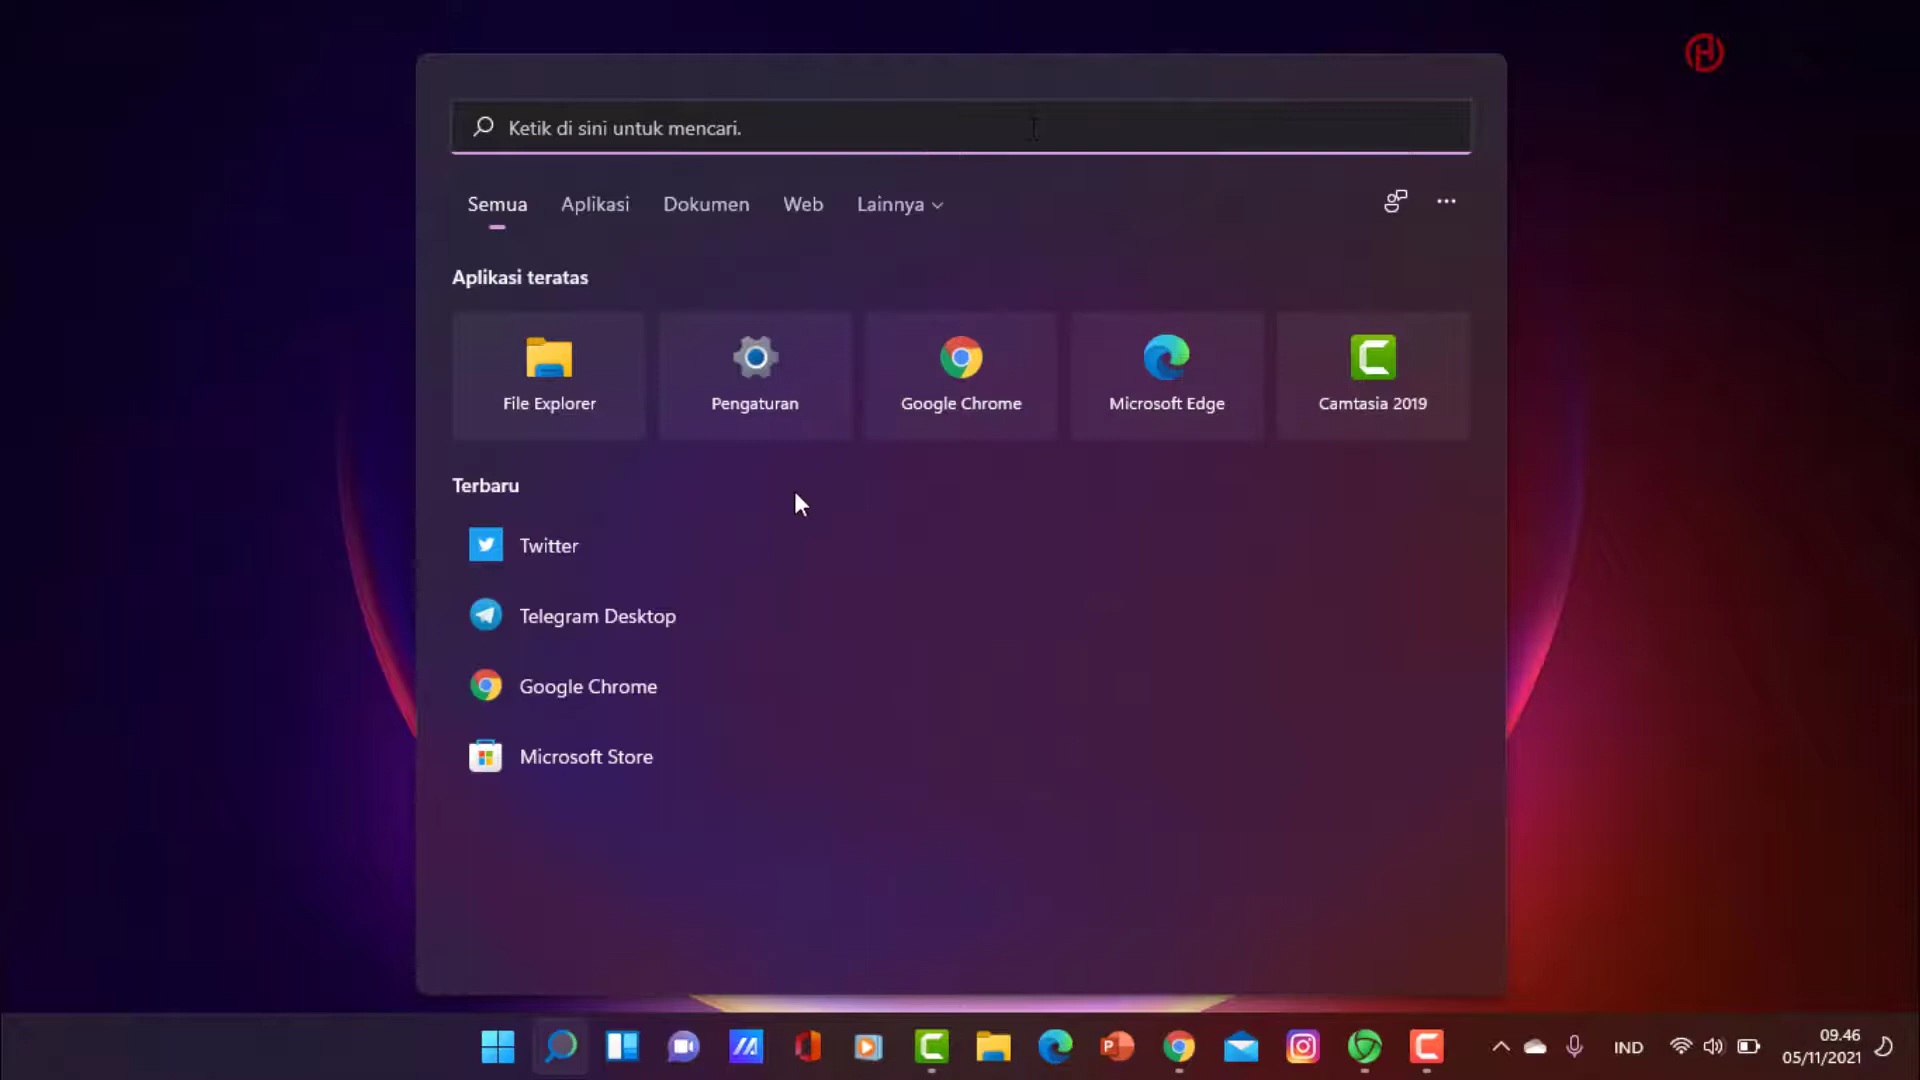 Ketik di sini untuk mencari.
Semua Aplikasi Dokumen Web Lainnya
Aplikasi teratas
File Explorer Pengaturan Google Chrome Microsoft Edge Camtasia 2019
Terbaru
Twitter
Telegram Desktop
Google Chrome
Microsoft Store
IND
09.46
05/11/2021